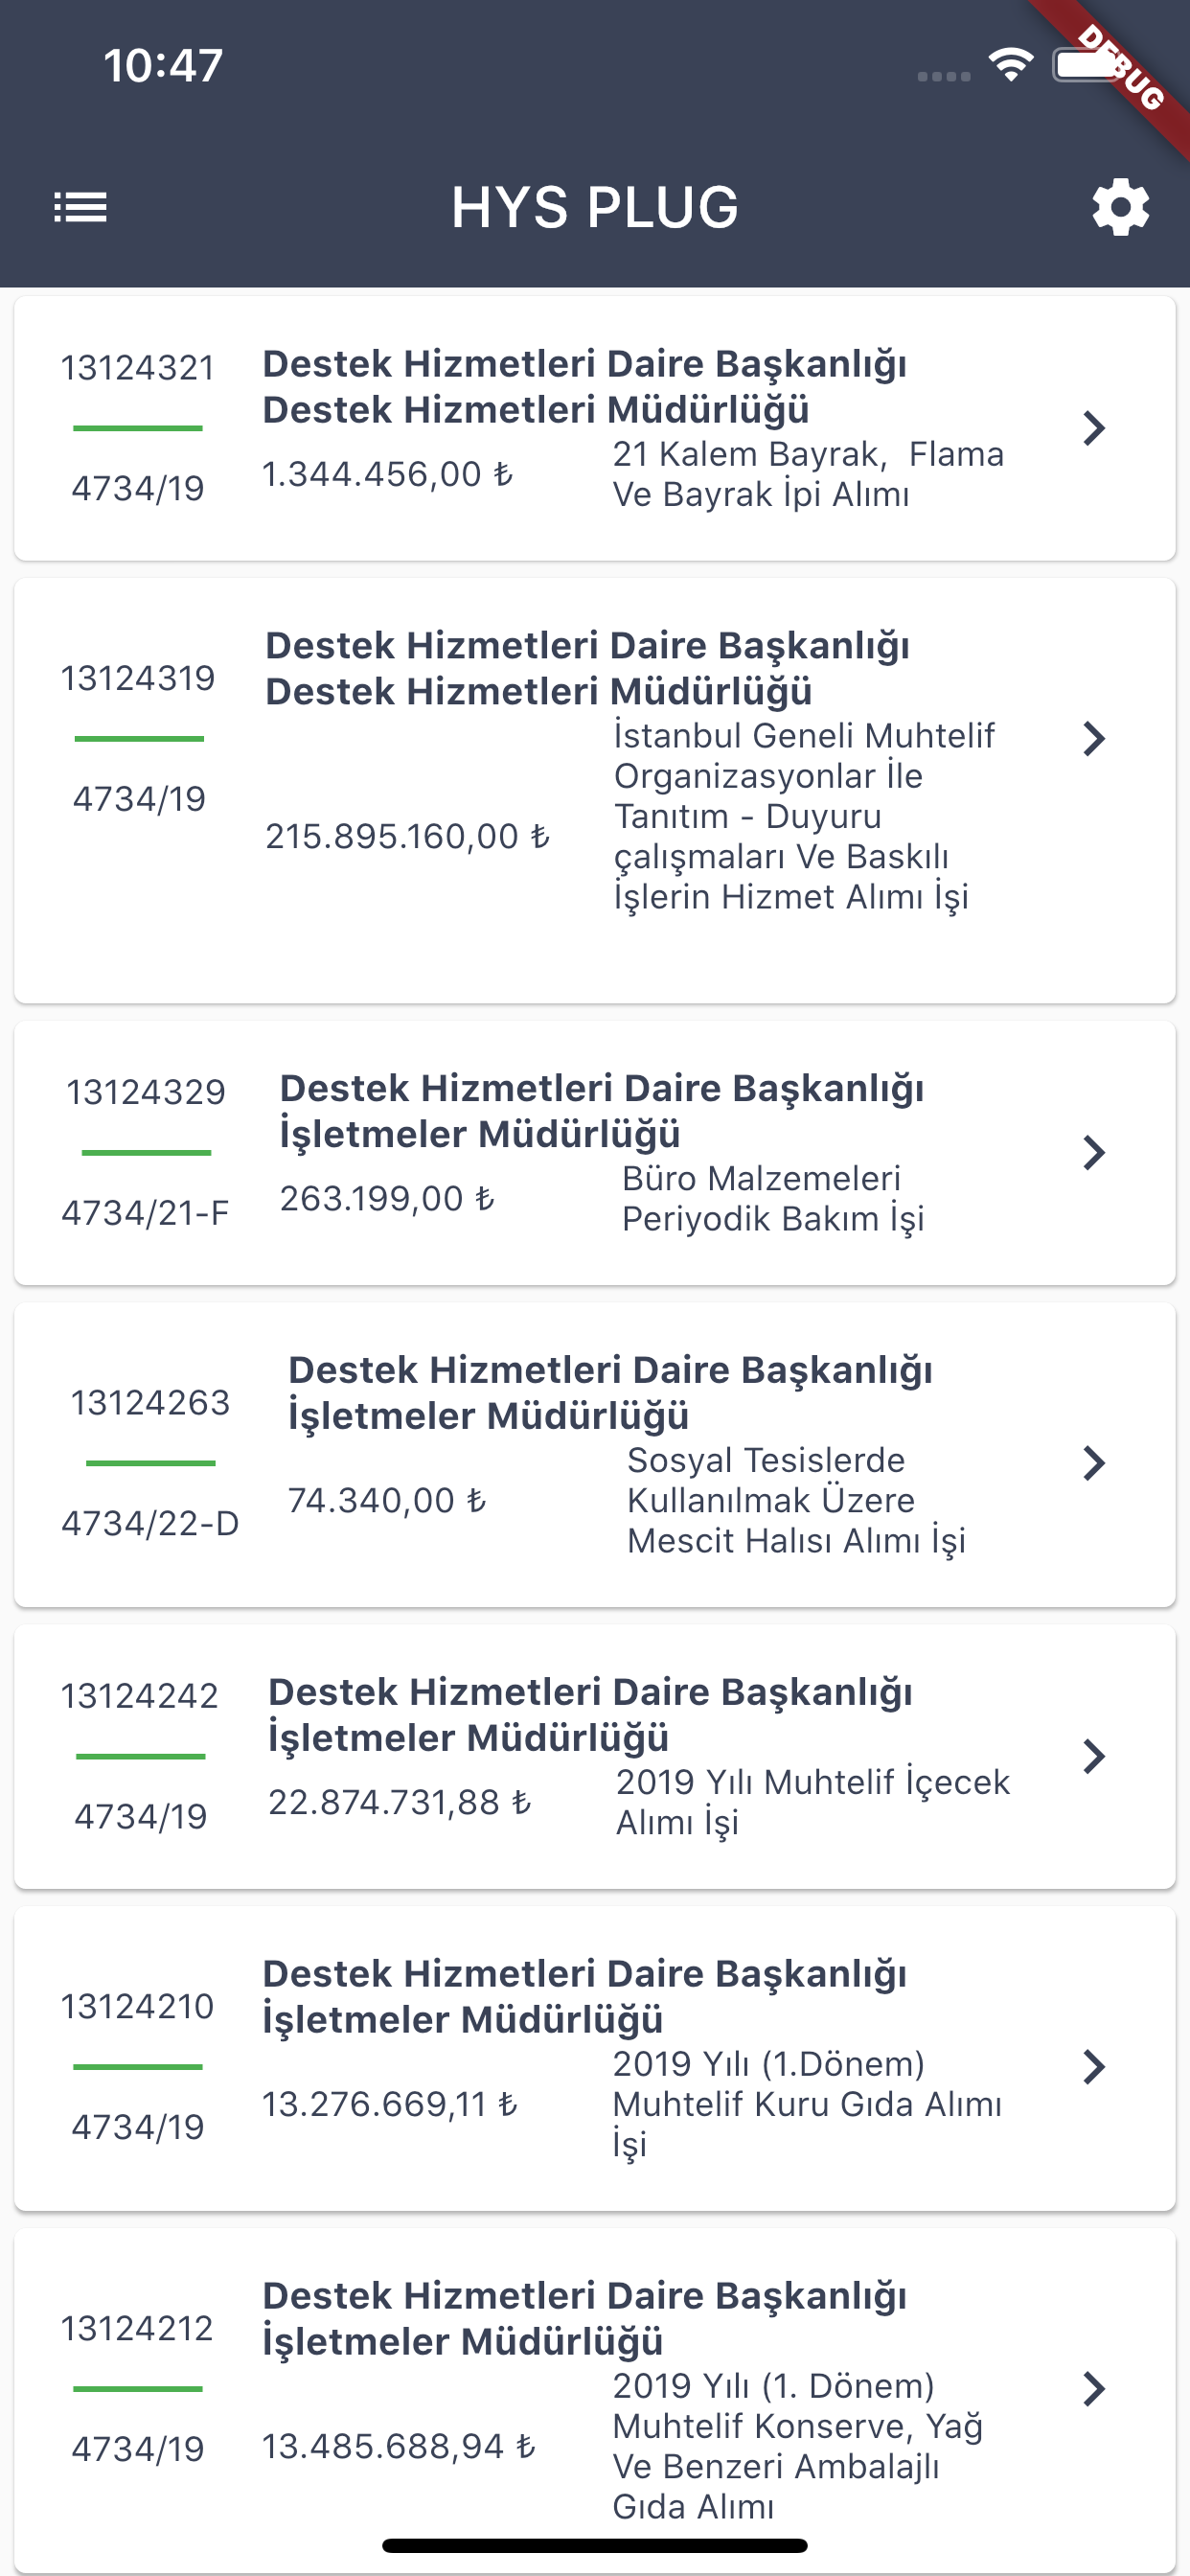 10:47
DEBUG
HYS PLUG
13124321
4734/19
Destek Hizmetleri Daire Başkanlığı
Destek Hizmetleri Müdürlüğü
1.344.456,00 ₺
21 Kalem Bayrak,  Flama
Ve Bayrak İpi Alımı
13124319
4734/19
Destek Hizmetleri Daire Başkanlığı
Destek Hizmetleri Müdürlüğü
215.895.160,00 ₺
İstanbul Geneli Muhtelif
Organizasyonlar İle
Tanıtım - Duyuru
çalışmaları Ve Baskılı
İşlerin Hizmet Alımı İşi
13124329
4734/21-F
Destek Hizmetleri Daire Başkanlığı
İşletmeler Müdürlüğü
263.199,00 ₺
Büro Malzemeleri
Periyodik Bakım İşi
13124263
4734/22-D
Destek Hizmetleri Daire Başkanlığı
İşletmeler Müdürlüğü
74.340,00 ₺
Sosyal Tesislerde
Kullanılmak Üzere
Mescit Halısı Alımı İşi
13124242
4734/19
Destek Hizmetleri Daire Başkanlığı
İşletmeler Müdürlüğü
22.874.731,88 ₺
2019 Yılı Muhtelif İçecek
Alımı İşi
13124210
4734/19
Destek Hizmetleri Daire Başkanlığı
İşletmeler Müdürlüğü
13.276.669,11 ₺
2019 Yılı (1.Dönem)
Muhtelif Kuru Gıda Alımı
İşi
13124212
4734/19
Destek Hizmetleri Daire Başkanlığı
İşletmeler Müdürlüğü
13.485.688,94 ₺
2019 Yılı (1. Dönem)
Muhtelif Konserve, Yağ
Ve Benzeri Ambalajlı
Gıda Alımı